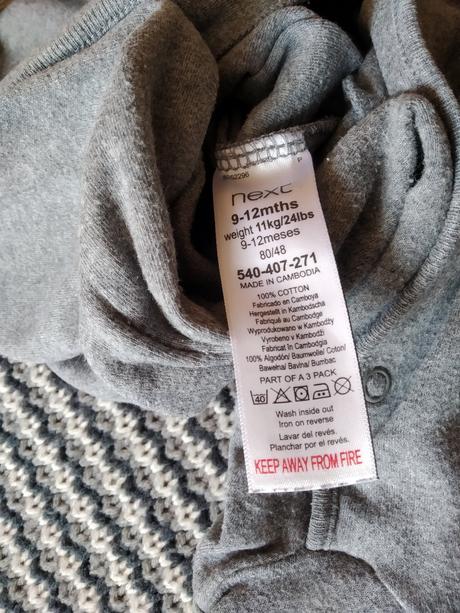 next
9-12mths
weight 11kg/24lbs
9-12meses
80/48
540-407-271
MADE IN CAMBODIA
100% COTTON
Fabricado en Camboya
Hergestellt in Kambodscha
Fabriqué au Cambodge
Wyprodukowano w Kambodży
Vyrobeno v Kambodži
Fabricat în Cambodgia
100% Algodón/ Baumwolle/ Coton/
Bawełna/ Bavlna/ Bumbac
PART OF A 3 PACK
40
Wash inside out
Iron on reverse
Lavar del revés.
Planchar por el revés.
KEEP AWAY FROM FIRE